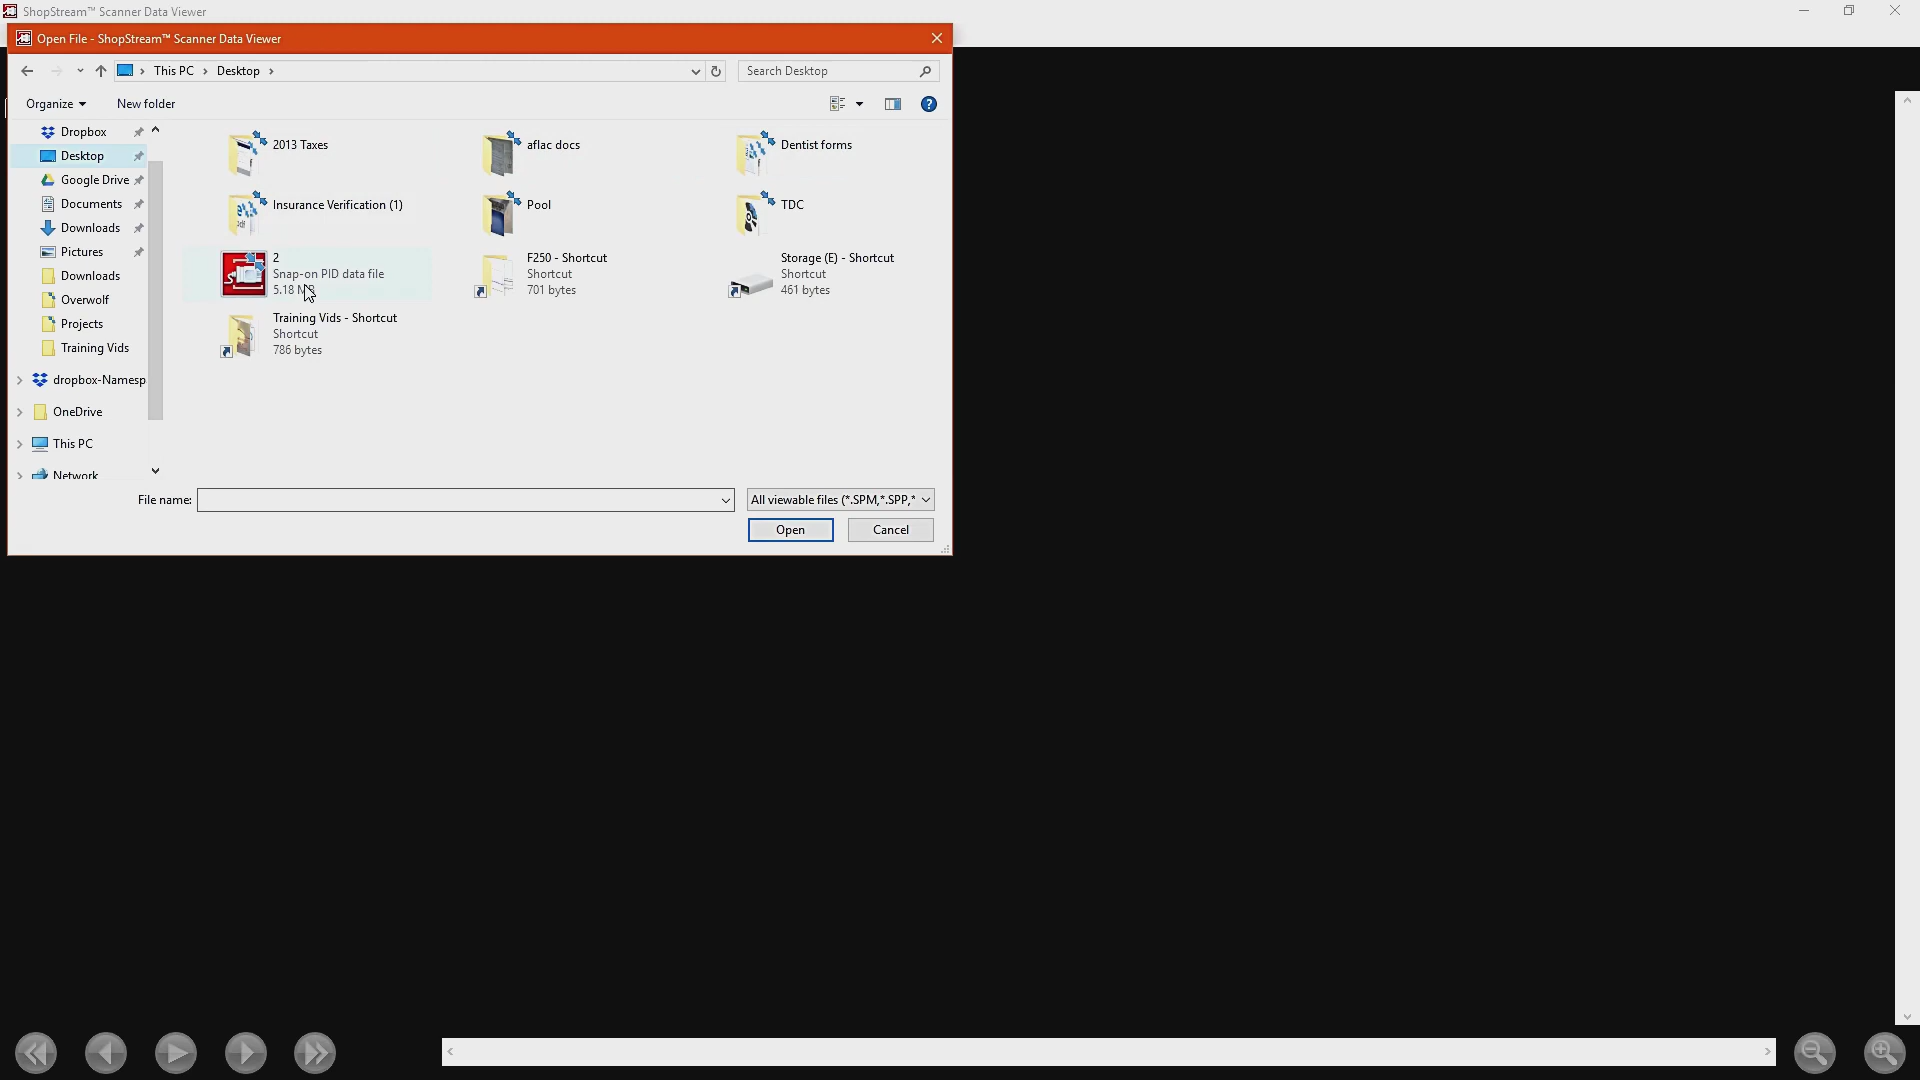 ShopStream™ Scanner Data Viewer
Open File - ShopStream™ Scanner Data Viewer
This PC
Desktop
Search Desktop
Organize
New folder
Dropbox
Desktop
Google Drive
Documents
Downloads
Pictures
Downloads
Overwolf
Projects
Training Vids
dropbox-Namesp
OneDrive
This PC
Network
2013 Taxes
aflac docs
Dentist forms
Insurance Verification (1)
Pool
TDC
2
Snap-on PID data file
5.18 MB
F250 - Shortcut
Shortcut
701 bytes
Storage (E) - Shortcut
Shortcut
461 bytes
Training Vids - Shortcut
Shortcut
786 bytes
File name:
All viewable files (*.SPM,*.SPP,*
Open
Cancel